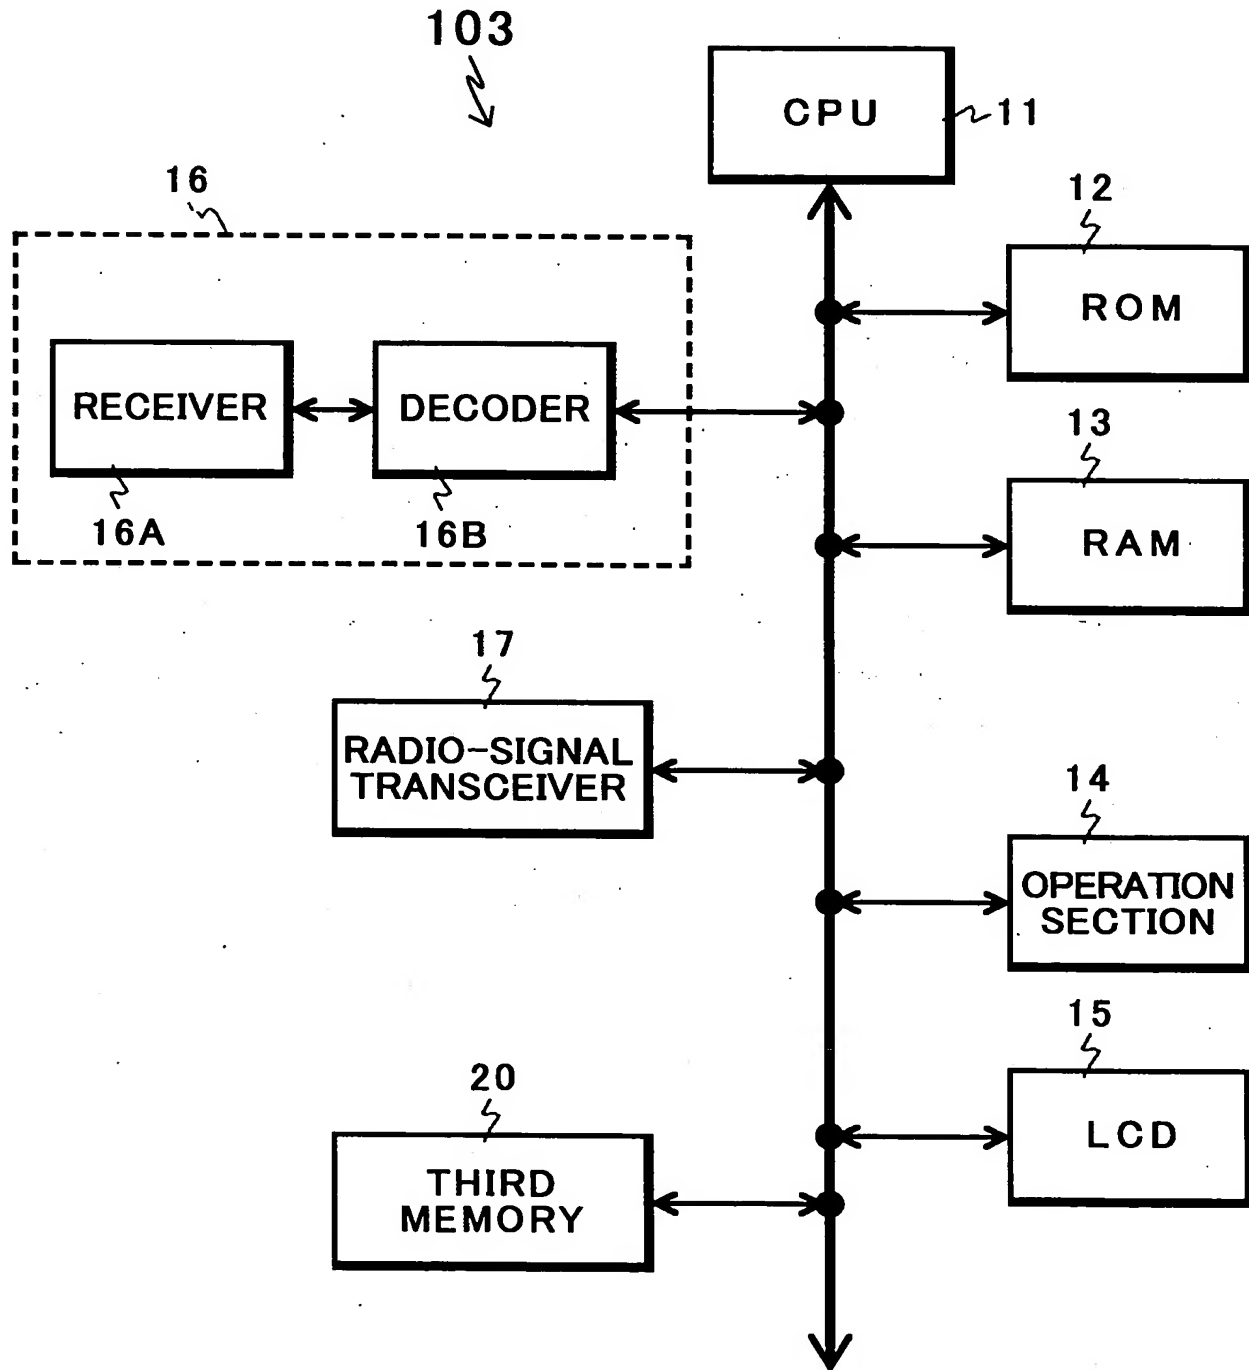 103
CPU
11
16
12
ROM
RECEIVER
DECODER
16A
16B
13
RAM
17
RADIO-SIGNAL
TRANSCEIVER
14
OPERATION
SECTION
15
LCD
20
THIRD
MEMORY